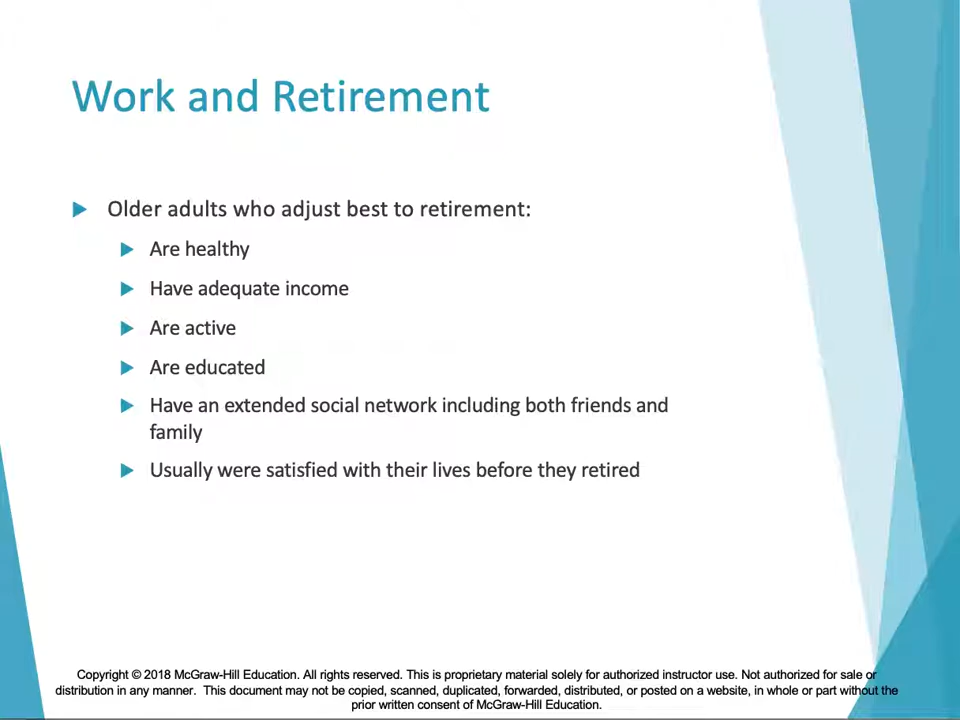 Work and Retirement
Older adults who adjust best to retirement:
Are healthy
Have adequate income
Are active
Are educated
Have an extended social network including both friends and
family
Usually were satisfied with their lives before they retired
Copyright © 2018 McGraw-Hill Education. All rights reserved. This is proprietary material solely for authorized instructor use. Not authorized for sale or
distribution in any manner. This document may not be copied, scanned, duplicated, forwarded, distributed, or posted on a website, in whole or part without the
prior written consent of McGraw-Hill Education.